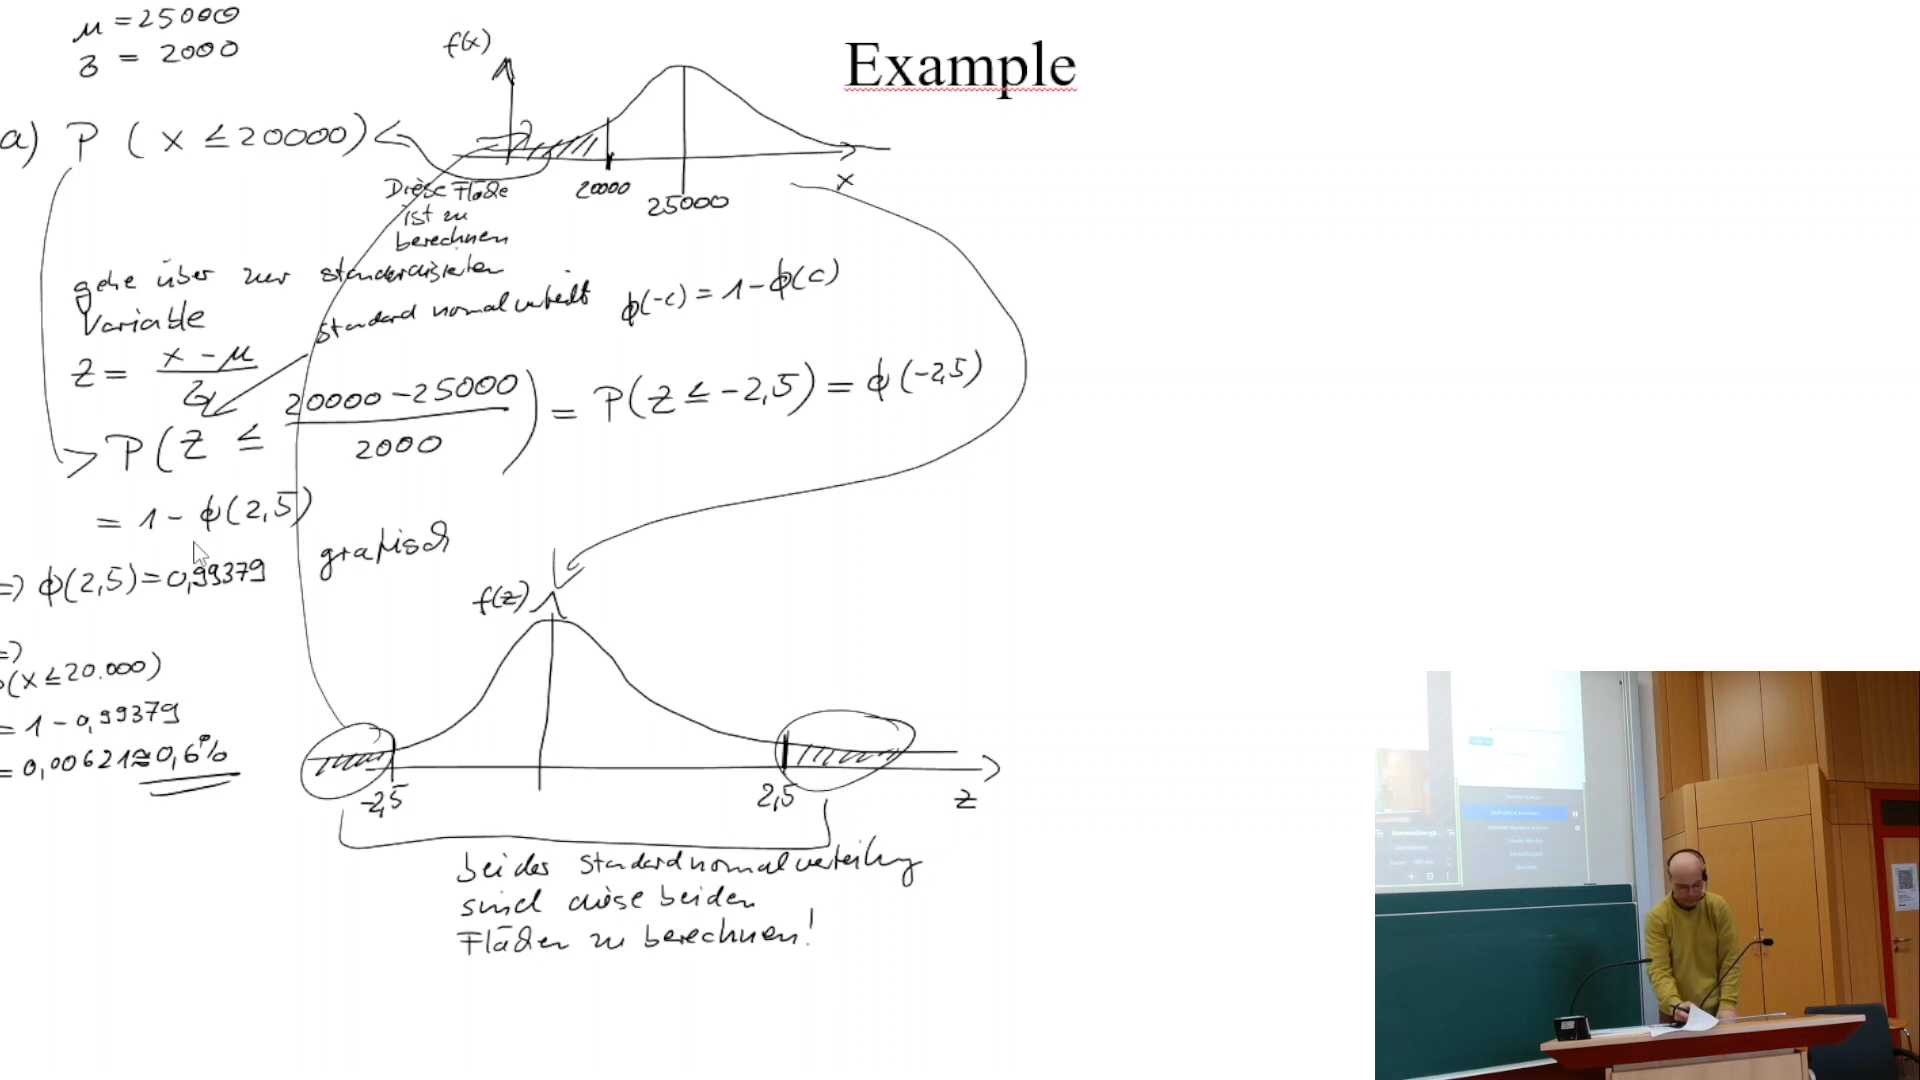 Example
μ = 25000
σ = 2000
f(x)
a) P ( x ≤ 20000)
x
20000
25000
Diese Fläche
ist zu
berechnen
gehe über zur standardisierten
Variable
standard normalverteilt
ϕ(-c) = 1-ϕ(c)
z = x - μ
σ
P(z ≤ 20000-25000
2000
) = P(z ≤ -2,5) = ϕ(-2,5)
= 1- ϕ(2,5)
grafisch
=) ϕ(2,5)=0,99379
f(z)
=)
P(x≤20.000)
= 1 - 0,99379
= 0,00621≈0,6%
-2,5
2,5
z
bei der Standardnormalverteilung
sind diese beiden
Flächen zu berechnen!